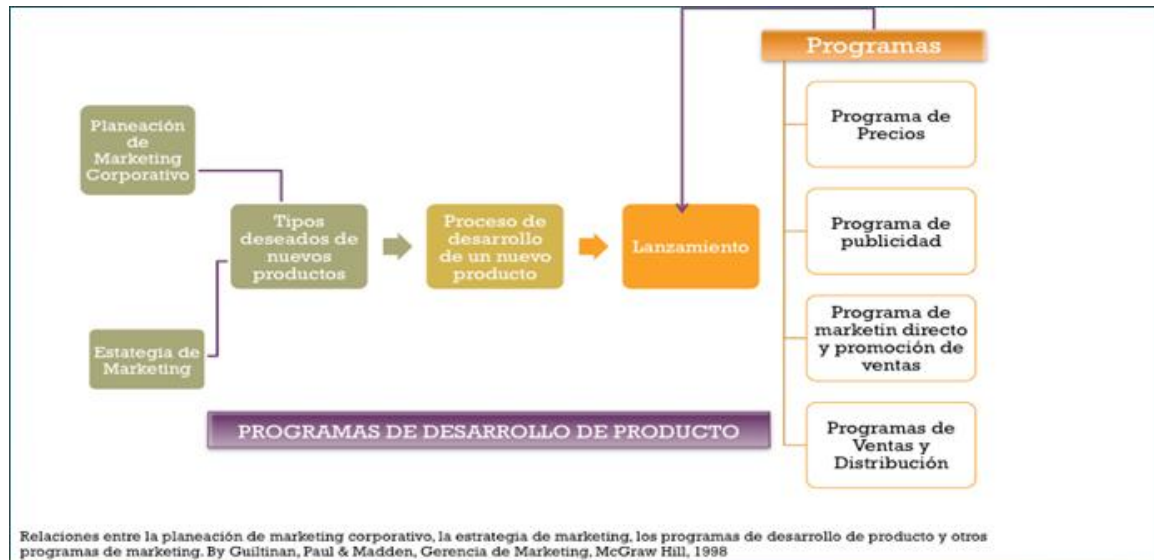 Programas
Planeación
de
Marketing
Corporativo
Programa de
Precios
Tipos
deseados de
nuevos
productos
Proceso de
desarrollo
de un nuevo
producto
Lanzamiento
Programa de
publicidad
Estategia de
Marketing
Programa de
marketin directo
y promoción de
ventas
PROGRAMAS DE DESARROLLO DE PRODUCTO
Programas de
Ventas y
Distribución
Relaciones entre la planeación de marketing corporativo, la estrategia de marketing, los programas de desarrollo de producto y otros
programas de marketing. By Guiltinan, Paul & Madden, Gerencia de Marketing, McGraw Hill, 1998